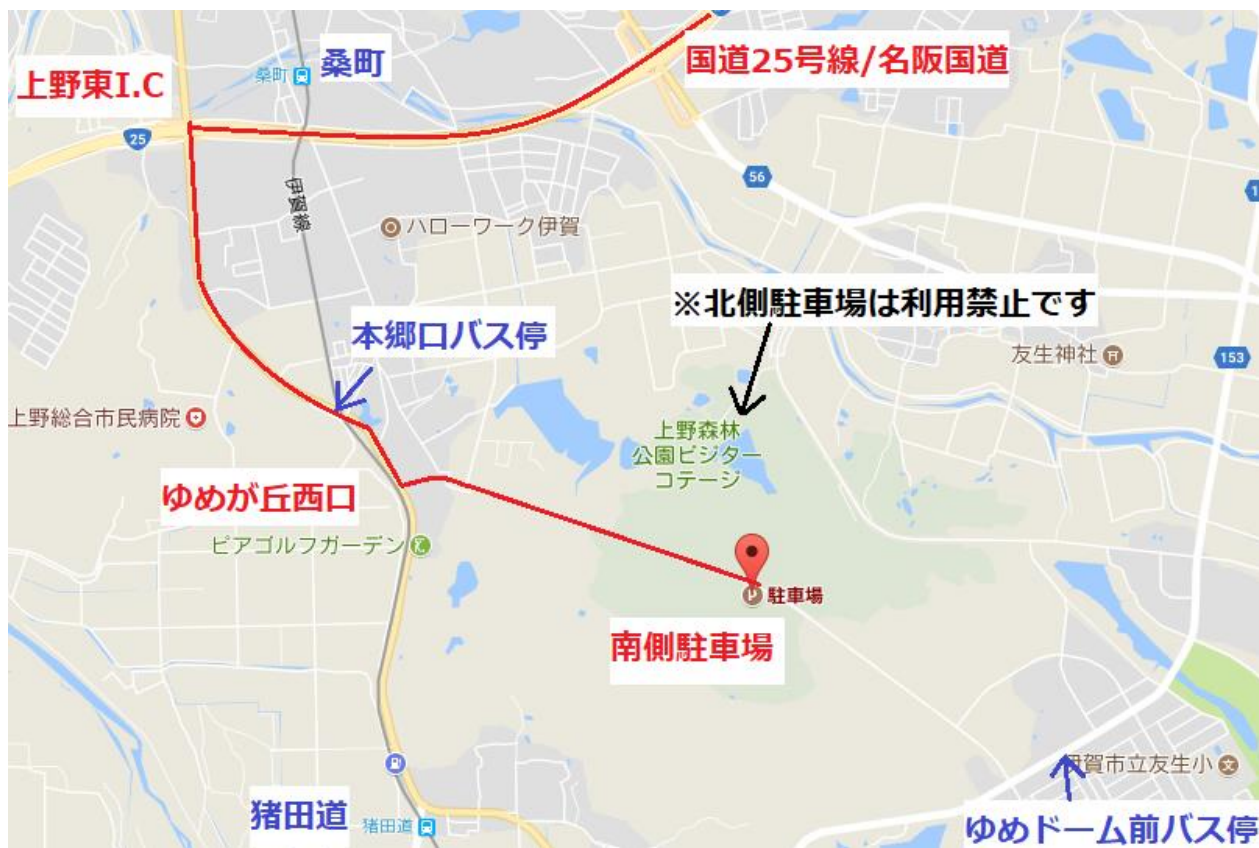 国道25号線/名阪国道
桑町
桑町
上野東I.C
25
56
伊賀線
ハローワーク伊賀
※北側駐車場は利用禁止です
本郷口バス停
友生神社
153
上野総合市民病院
上野森林
公園ビジター
コテージ
ゆめが丘西口
ピアゴルフガーデン
駐車場
南側駐車場
伊賀市立友生小
文
猪田道
猪田道
ゆめドーム前バス停